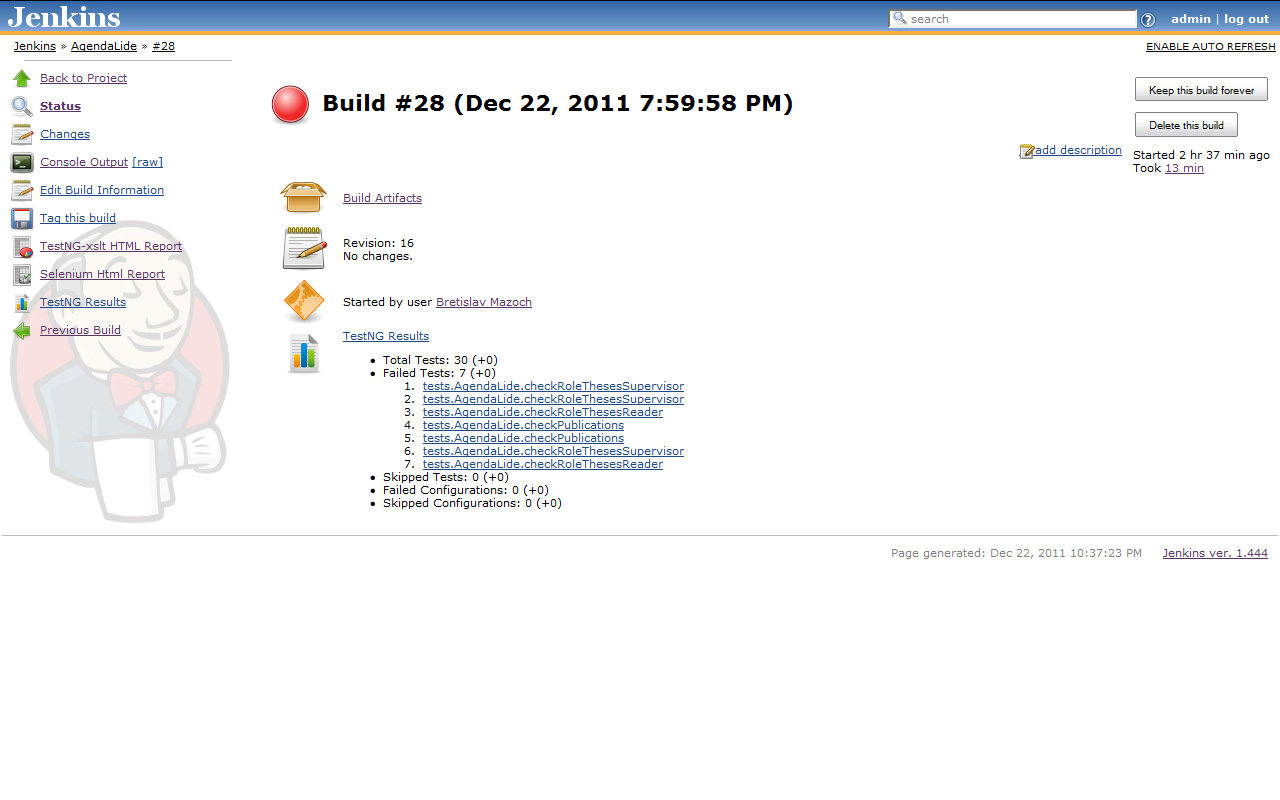 Jenkins
search
admin | log out
Jenkins » AgendaLide » #28
ENABLE AUTO REFRESH
Back to Project
Status
Changes
Console Output [raw]
Edit Build Information
Tag this build
TestNG-xslt HTML Report
Selenium Html Report
TestNG Results
Previous Build
Build #28 (Dec 22, 2011 7:59:58 PM)
Keep this build forever
Delete this build
add description
Started 2 hr 37 min ago
Took 13 min
Build Artifacts
Revision: 16
No changes.
Started by user Bretislav Mazoch
TestNG Results
• Total Tests: 30 (+0)
• Failed Tests: 7 (+0)
1. tests.AgendaLide.checkRoleThesesSupervisor
2. tests.AgendaLide.checkRoleThesesSupervisor
3. tests.AgendaLide.checkRoleThesesReader
4. tests.AgendaLide.checkPublications
5. tests.AgendaLide.checkPublications
6. tests.AgendaLide.checkRoleThesesSupervisor
7. tests.AgendaLide.checkRoleThesesReader
• Skipped Tests: 0 (+0)
• Failed Configurations: 0 (+0)
• Skipped Configurations: 0 (+0)
Page generated: Dec 22, 2011 10:37:23 PM
Jenkins ver. 1.444